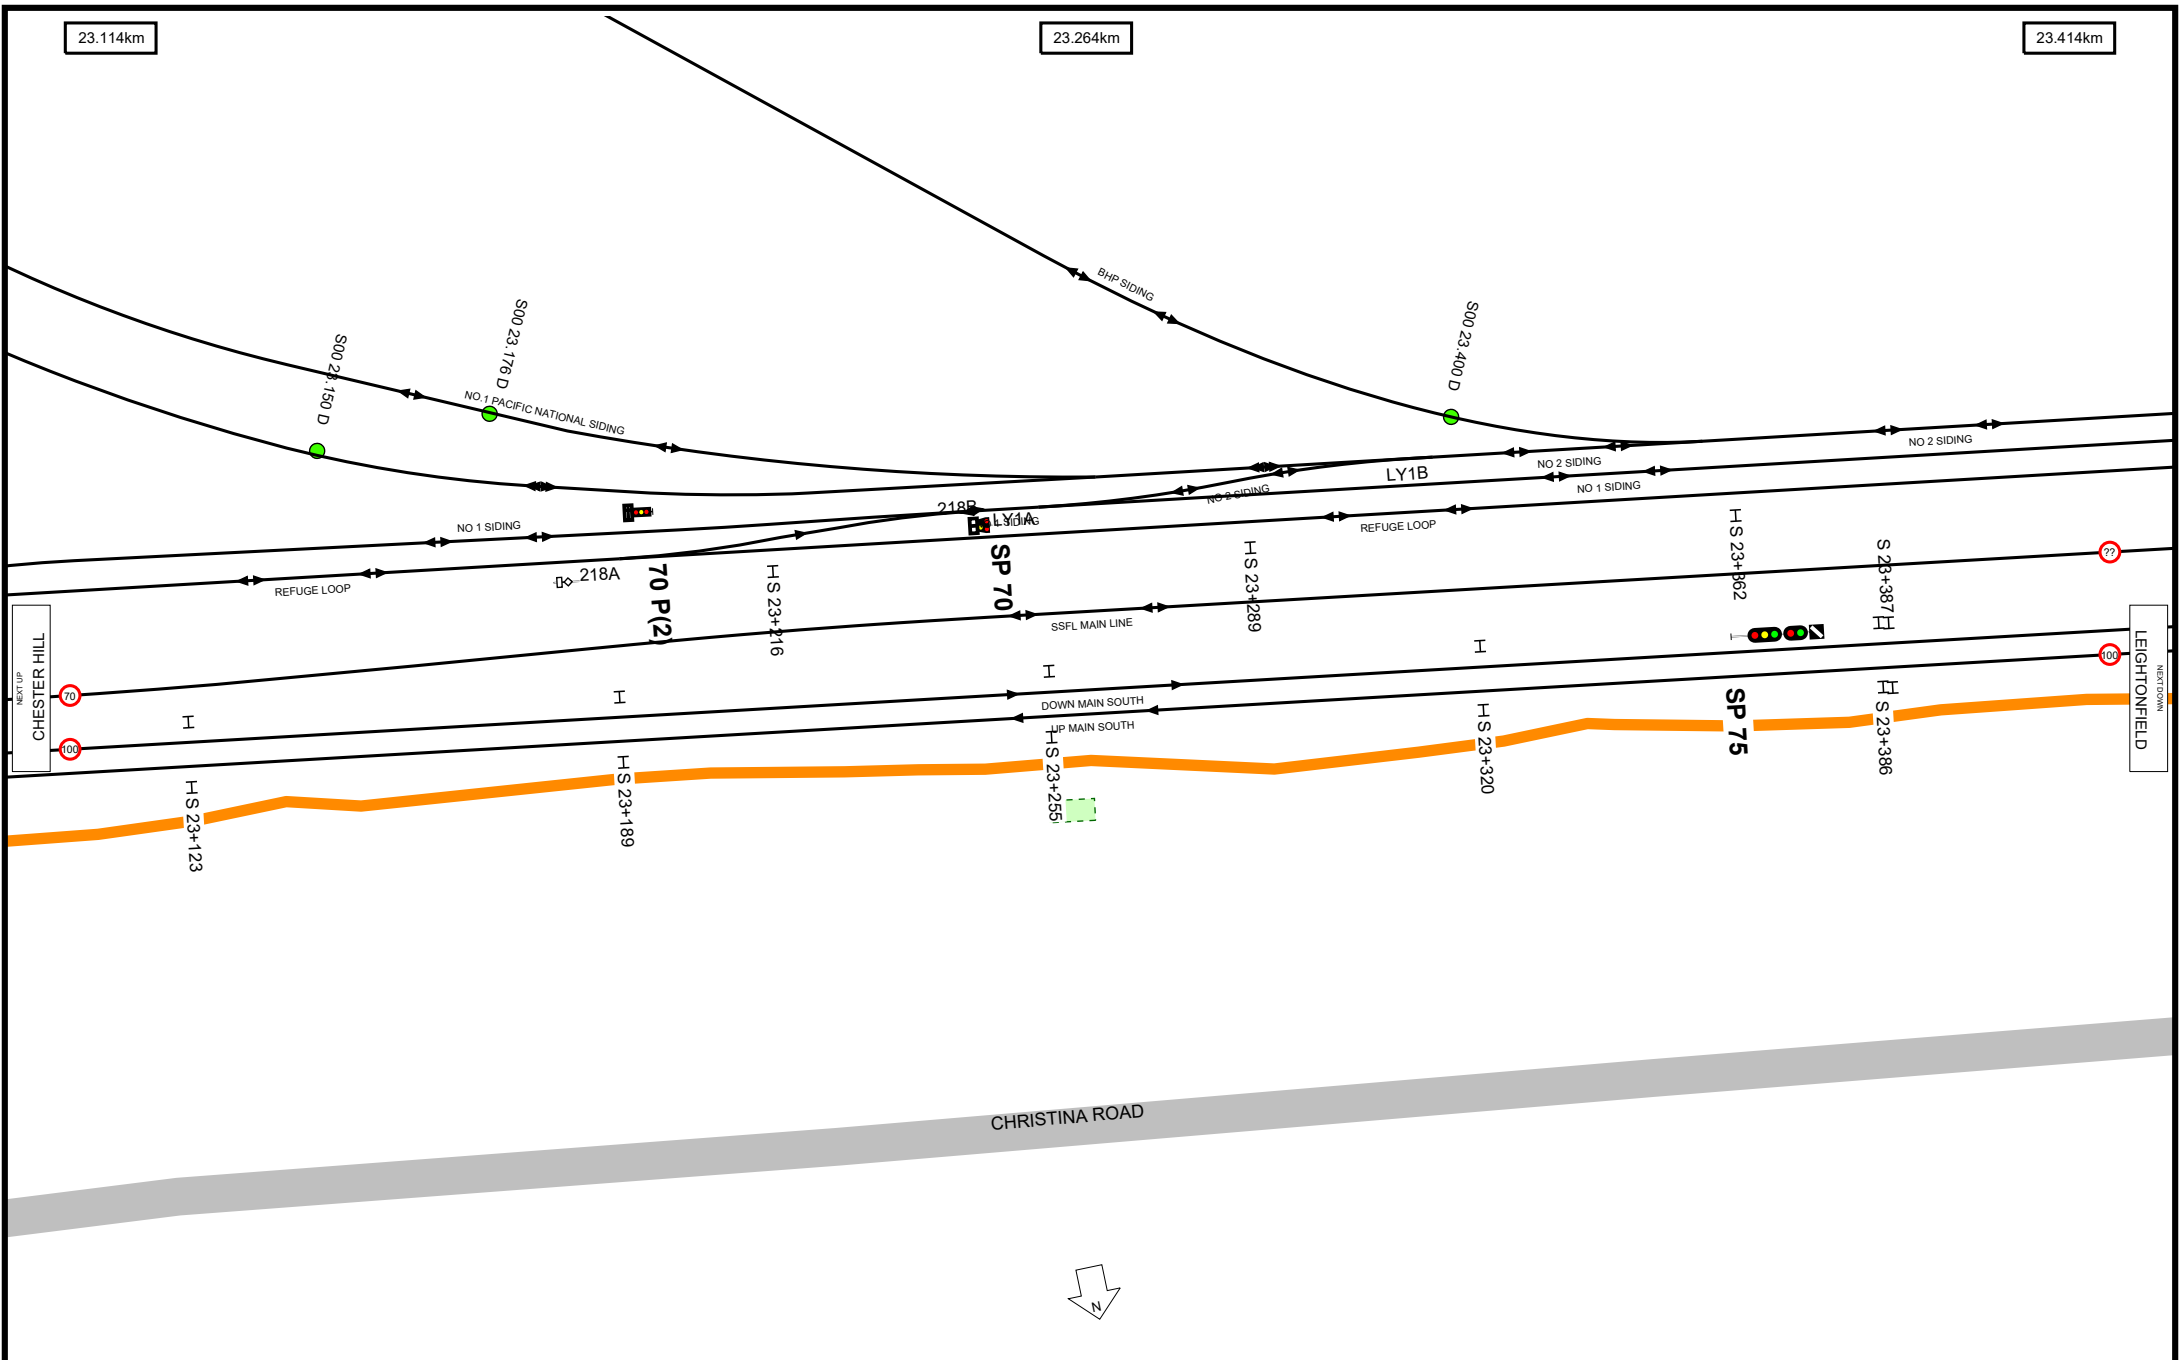 23.114km
23.264km
23.414km
BHP SIDING
S00 23.176 D
S00 23.400 D
S00 23.150 D
NO.1 PACIFIC NATIONAL SIDING
NO 2 SIDING
NO 2 SIDING
LY1B
NO 1 SIDING
NO 2 SIDING
218B
LY1A
SIDING
NO 1 SIDING
REFUGE LOOP
218A
REFUGE LOOP
70 P(2)
SP 70
S 23+216
S 23+289
S 23+362
S 23+387
??
SSFL MAIN LINE
NEXT UP
CHESTER HILL
70
100
DOWN MAIN SOUTH
UP MAIN SOUTH
100
LEIGHTONFIELD
NEXT DOWN
SP 75
S 23+123
S 23+189
S 23+255
S 23+320
S 23+386
CHRISTINA ROAD
N